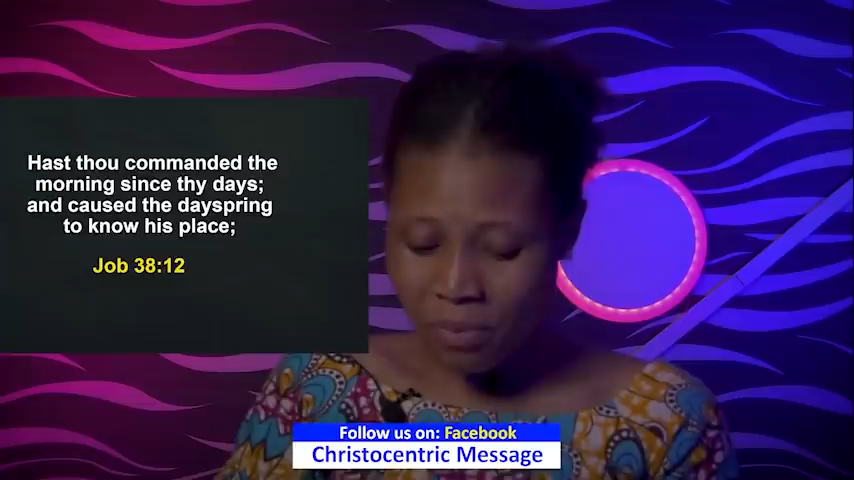 Hast thou commanded the
morning since thy days;
and caused the dayspring
to know his place;
Job 38:12
Follow us on: Facebook
Christocentric Message